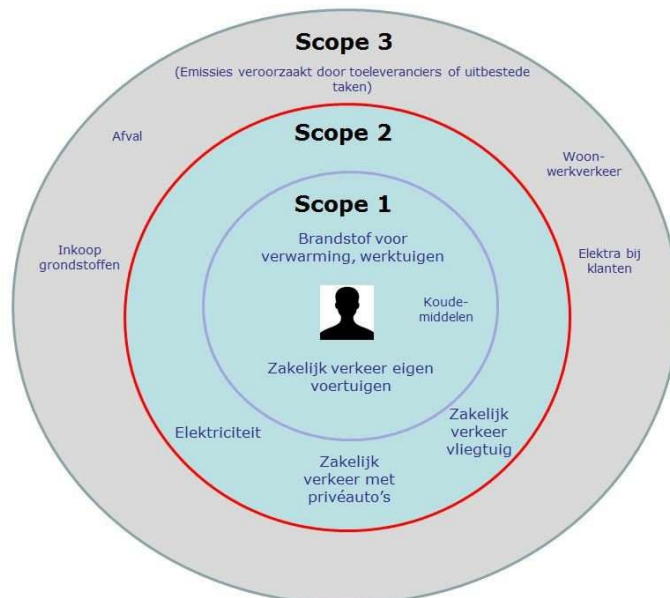 Scope 3
(Emissies veroorzaakt door toeleveranciers of uitbestede
taken)
Afval
Scope 2
Woon-
werkverkeer
Scope 1
Brandstof voor
verwarming, werktuigen
Inkoop
grondstoffen
Elektra bij
klanten
Koude-
middelen
Zakelijk verkeer eigen
voertuigen
Elektriciteit
Zakelijk
verkeer
vliegtuig
Zakelijk
verkeer met
privéauto's